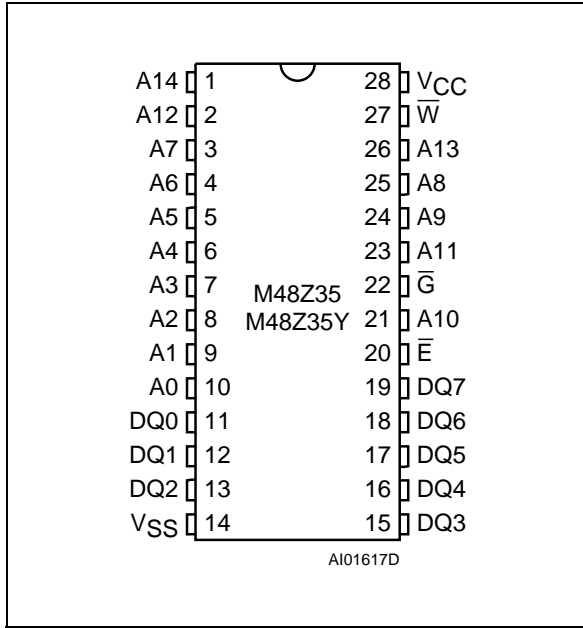 A14 1 28 VCC
A12 2 27 W̅
A7 3 26 A13
A6 4 25 A8
A5 5 24 A9
A4 6 23 A11
A3 7 22 G̅
A2 8 21 A10
A1 9 20 E̅
A0 10 19 DQ7
DQ0 11 18 DQ6
DQ1 12 17 DQ5
DQ2 13 16 DQ4
VSS 14 15 DQ3
M48Z35
M48Z35Y
AI01617D